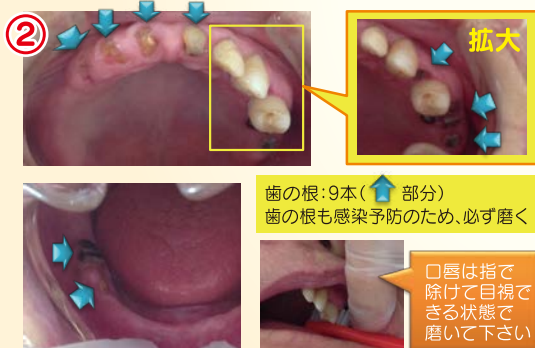 ②
拡大
歯の根:9本( 部分)
歯の根も感染予防のため、必ず磨く
口唇は指で
除けて目視で
きる状態で
磨いて下さい